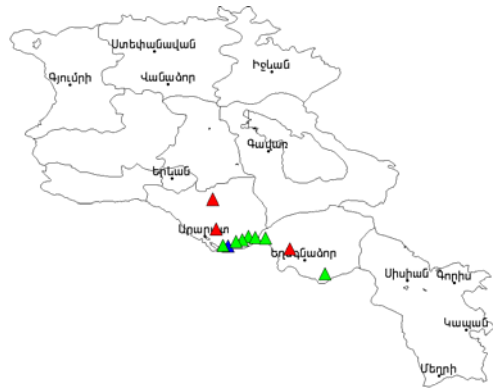 Ստեփանավան
Իջևան
Գյումրի
Վանաձոր
Գավառ
Երևան
Արարատ
Եղեգնաձոր
Սիսիան
Գորիս
Կապան
Մեղրի